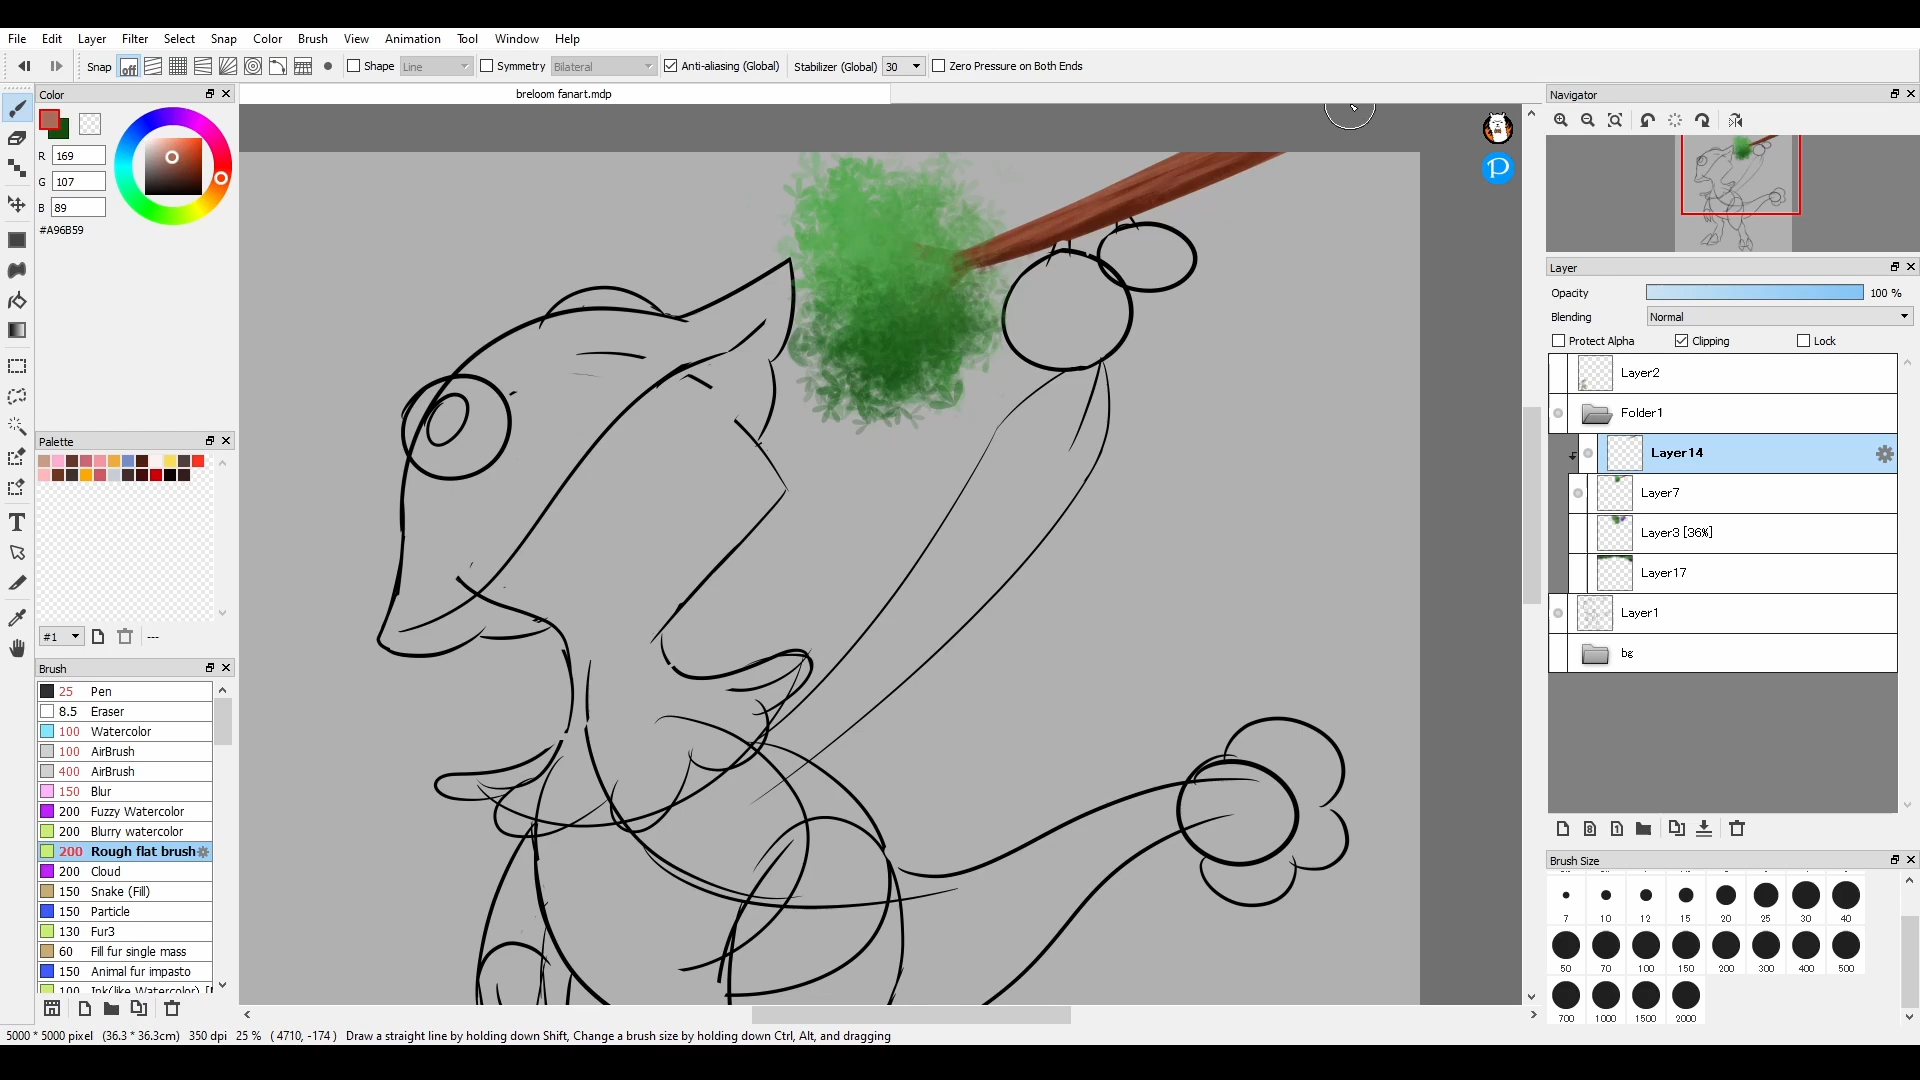 File Edit Layer Filter Select Snap Color Brush View Animation Tool Window Help
Snap off Shape Line Symmetry Bilateral Anti-aliasing (Global) Stabilizer (Global) 30 Zero Pressure on Both Ends
Color
breloom fanart.mdp
R 169
G 107
B 89
#A96B59
Palette
#1 ---
Brush
25 Pen
8.5 Eraser
100 Watercolor
100 AirBrush
400 AirBrush
150 Blur
200 Fuzzy Watercolor
200 Blurry watercolor
200 Rough flat brush
200 Cloud
150 Snake (Fill)
150 Particle
130 Fur3
60 Fill fur single mass
150 Animal fur impasto
100 Ink(like Watercolor)
P
Navigator
Layer
Opacity 100 %
Blending Normal
Protect Alpha Clipping Lock
Layer2
Folder1
Layer14
Layer7
Layer3 [36%]
Layer17
Layer1
bg
8 1
Brush Size
7 10 12 15 20 25 30 40
50 70 100 150 200 300 400 500
700 1000 1500 2000
5000 * 5000 pixel (36.3 * 36.3cm) 350 dpi 25 % ( 4710, -174 ) Draw a straight line by holding down Shift, Change a brush size by holding down Ctrl, Alt, and dragging